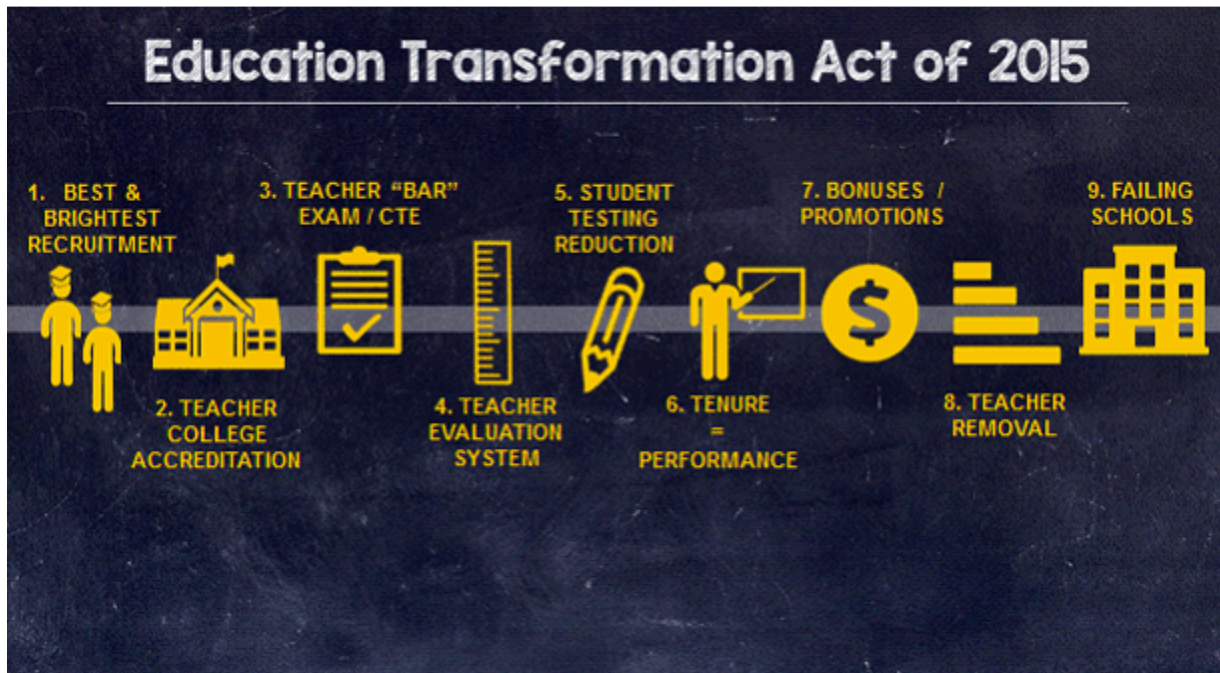 Education Transformation Act of 2015
1. BEST &
BRIGHTEST
RECRUITMENT
2. TEACHER
COLLEGE
ACCREDITATION
3. TEACHER “BAR”
EXAM / CTE
4. TEACHER
EVALUATION
SYSTEM
5. STUDENT
TESTING
REDUCTION
6. TENURE
=
PERFORMANCE
7. BONUSES /
PROMOTIONS
$
8. TEACHER
REMOVAL
9. FAILING
SCHOOLS